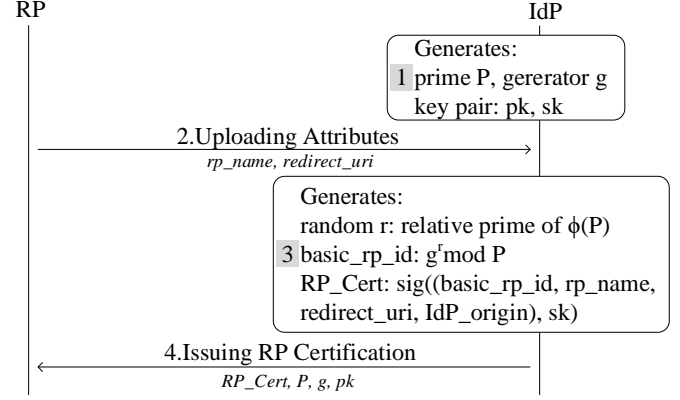 RP
IdP
Generates:
1 prime P, gererator g
key pair: pk, sk
2.Uploading Attributes
rp_name, redirect_uri
Generates:
random r: relative prime of ϕ(P)
3 basic_rp_id: gʳmod P
RP_Cert: sig((basic_rp_id, rp_name,
redirect_uri, IdP_origin), sk)
4.Issuing RP Certification
RP_Cert, P, g, pk